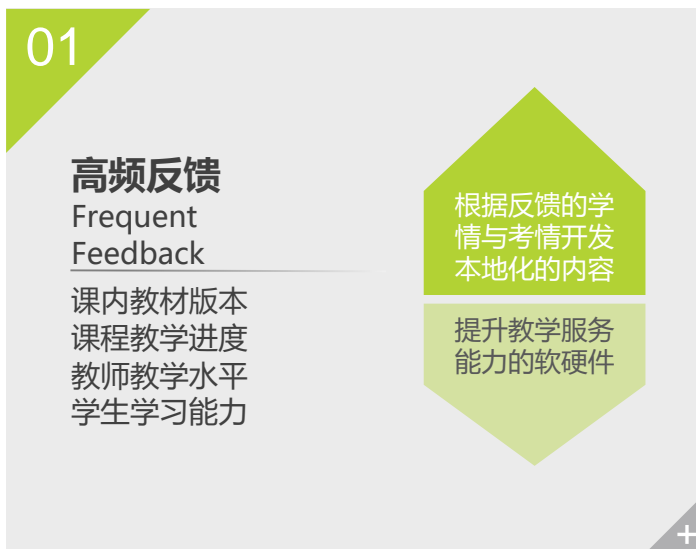 01
高频反馈
Frequent
Feedback
课内教材版本
课程教学进度
教师教学水平
学生学习能力
根据反馈的学
情与考情开发
本地化的内容
提升教学服务
能力的软硬件
+